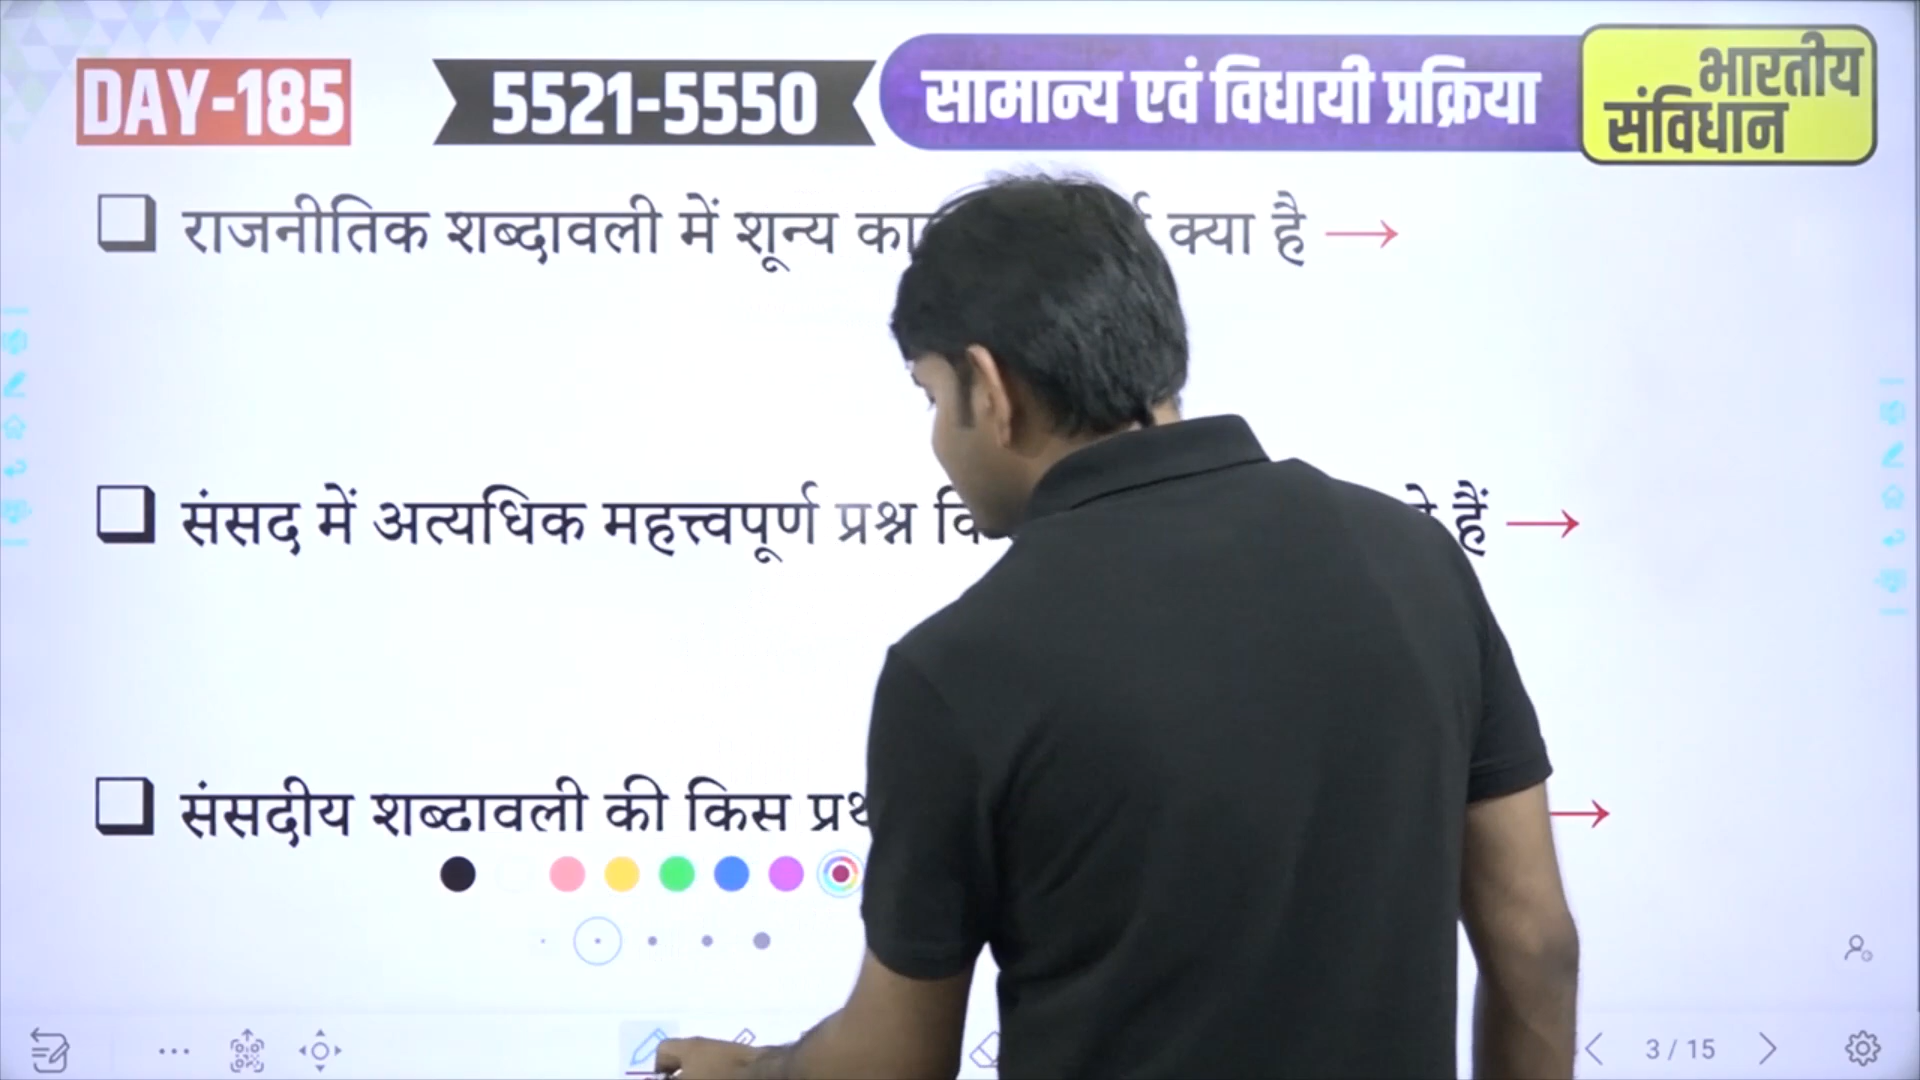 DAY-185
5521-5550
सामान्य एवं विधायी प्रक्रिया
भारतीय
संविधान
राजनीतिक शब्दावली में शून्य क्या है →
संसद में अत्यधिक महत्त्वपूर्ण प्रश्न हैं →
संसदीय शब्दावली की किस →
3 / 15